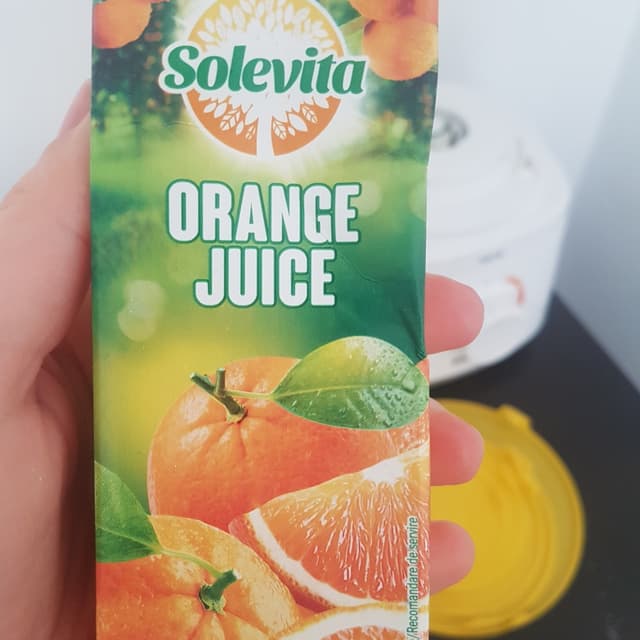 Solevita
ORANGE
JUICE
/Recomandare de servire